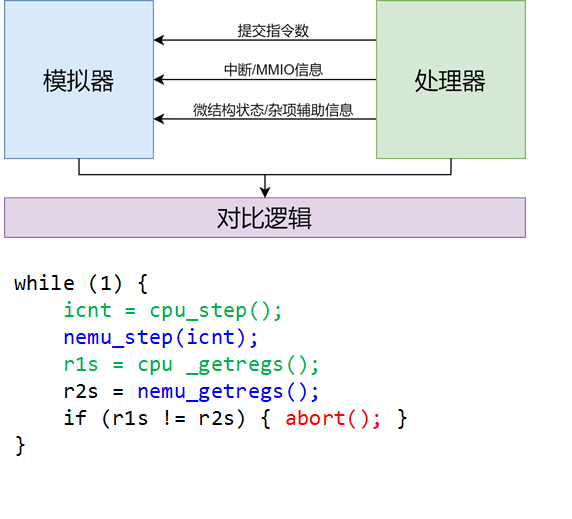 模拟器
提交指令数
中断/MMIO信息
微结构状态/杂项辅助信息
处理器
对比逻辑
while (1) {
    icnt = cpu_step();
    nemu_step(icnt);
    r1s = cpu _getregs();
    r2s = nemu_getregs();
    if (r1s != r2s) { abort(); }
}